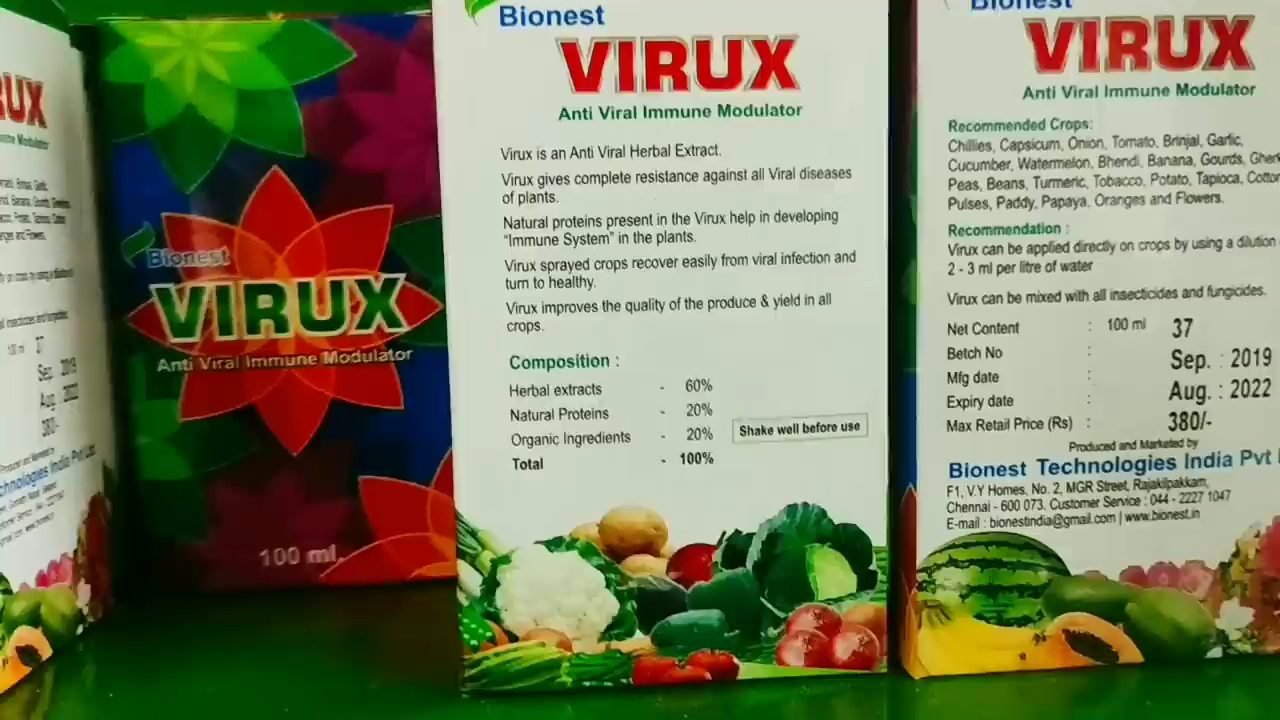 RUX
Bionest
VIRUX
Anti Viral Immune Modulator
100 ml
Bionest
VIRUX
Anti Viral Immune Modulator
Virux is an Anti Viral Herbal Extract.
Virux gives complete resistance against all Viral diseases
of plants.
Natural proteins present in the Virux help in developing
"Immune System" in the plants.
Virux sprayed crops recover easily from viral infection and
turn to healthy.
Virux improves the quality of the produce & yield in all
crops.
Composition :
Herbal extracts - 60%
Natural Proteins - 20%
Organic Ingredients - 20%
Total - 100%
Shake well before use
Bionest
VIRUX
Anti Viral Immune Modulator
Recommended Crops:
Chillies, Capsicum, Onion, Tomato, Brinjal, Garlic,
Cucumber, Watermelon, Bhendi, Banana, Gourds, Gherk
Peas, Beans, Turmeric, Tobacco, Potato, Tapioca, Cotton
Pulses, Paddy, Papaya, Oranges and Flowers.
Recommendation :
Virux can be applied directly on crops by using a dilution
2 - 3 ml per litre of water
Virux can be mixed with all insecticides and fungicides.
Net Content : 100 ml
Betch No : 37
Mfg date : Sep. : 2019
Expiry date : Aug. : 2022
Max Retail Price (Rs) : 380/-
Produced and Marketed by
Bionest Technologies India Pvt
F1, V.Y Homes, No. 2, MGR Street, Rajakilpakkam,
Chennai - 600 073. Customer Service : 044 - 2227 1047
E-mail : bionestindia@gmail.com | www.bionest.in